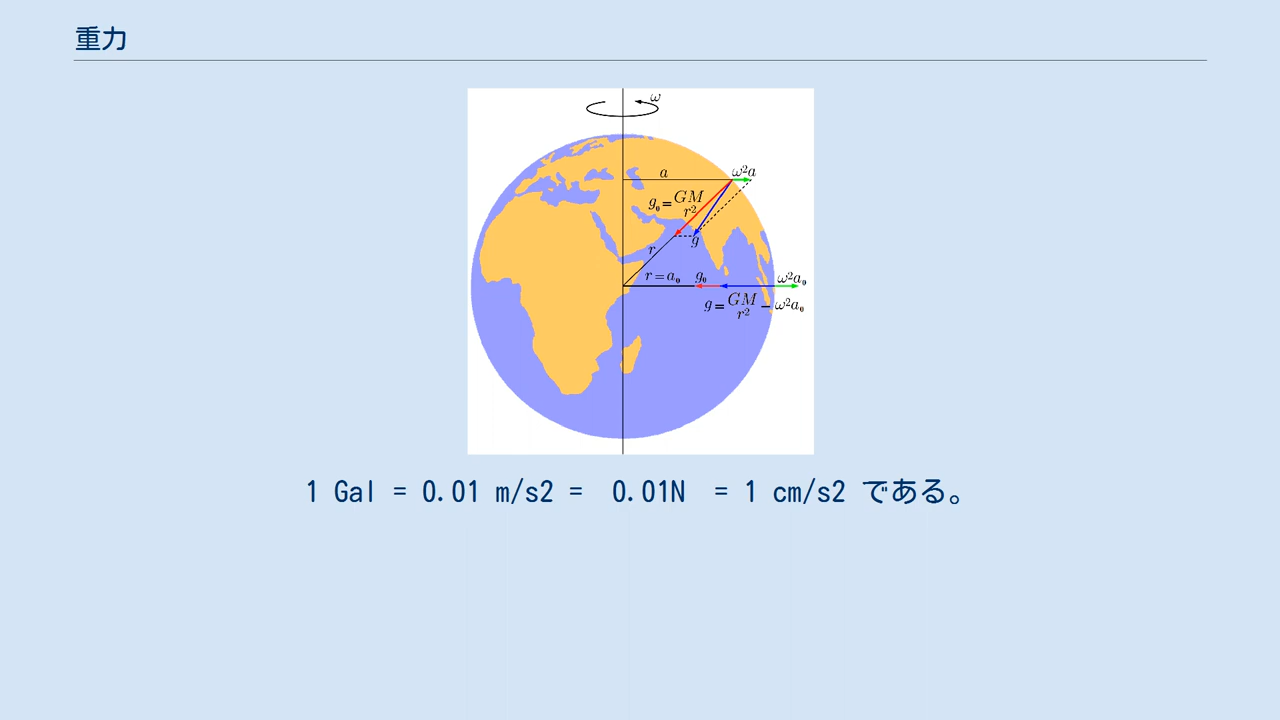 重力
ω
a
ω²a
g₀=GM/r²
g
r
r=a₀
g₀
ω²a₀
g=GM/r²−ω²a₀
1 Gal = 0.01 m/s2 =  0.01N  = 1 cm/s2 である。